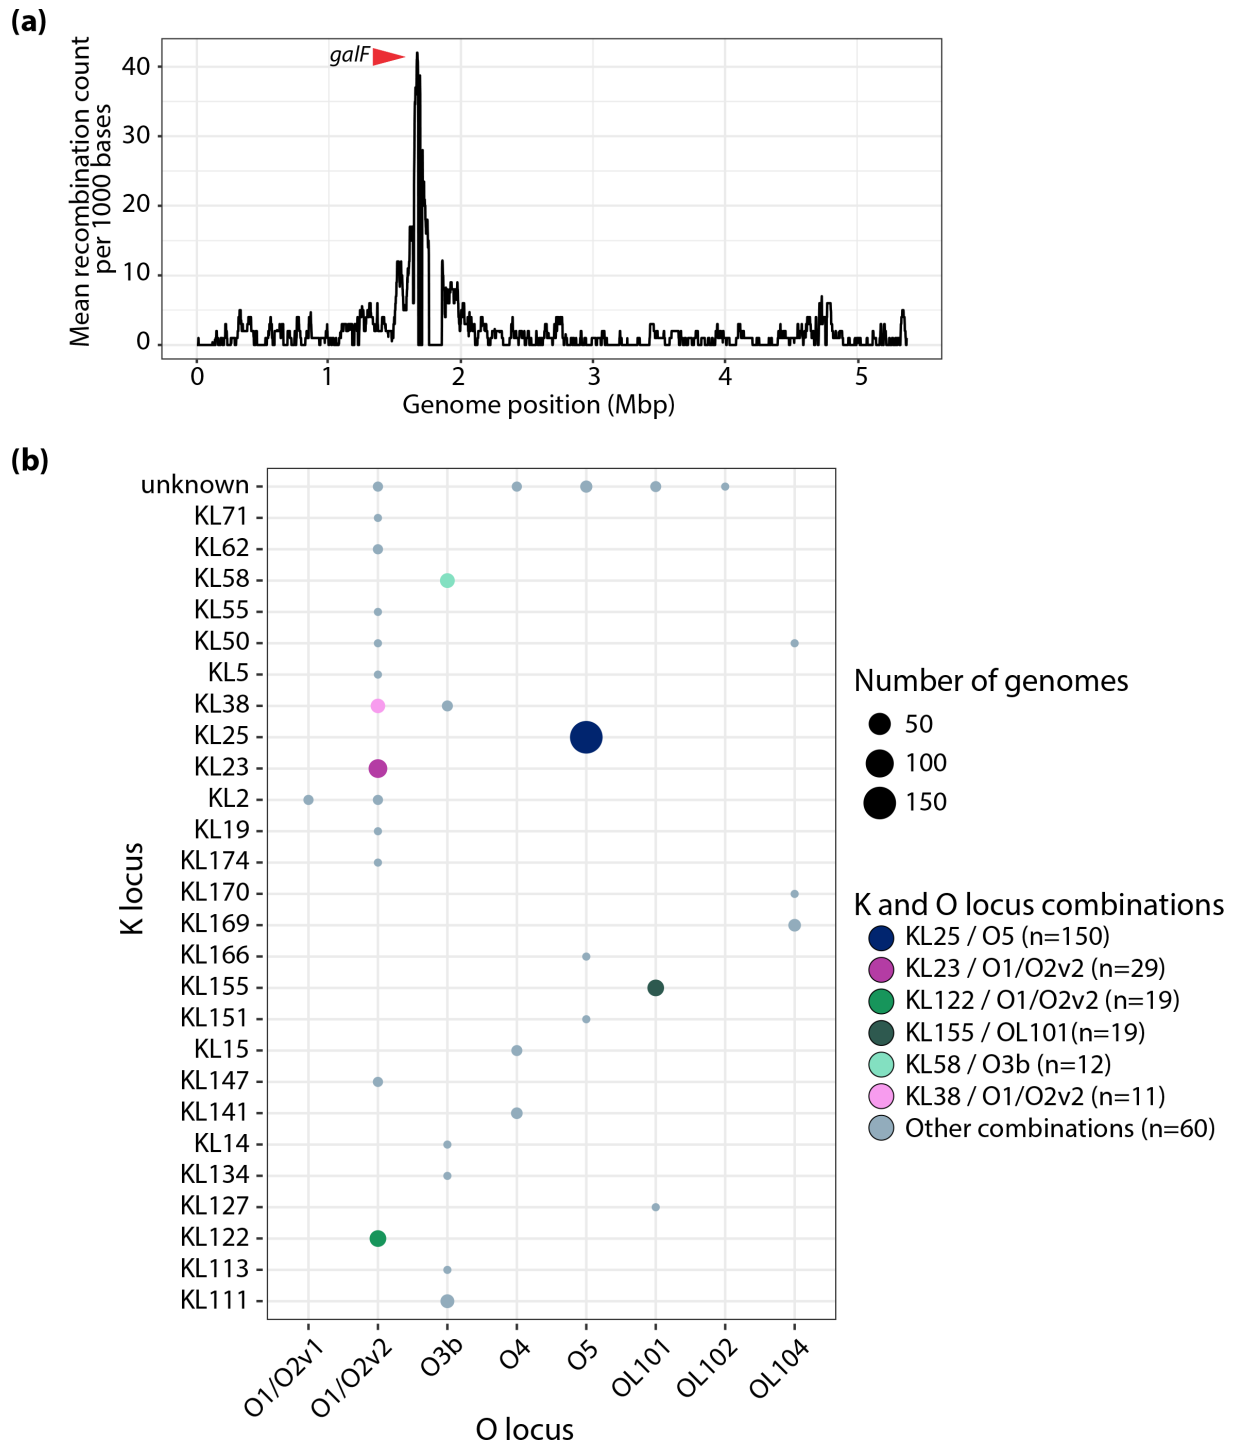 (a)
Mean recombination count
per 1000 bases
galF
40
30
20
10
0
0 1 2 3 4 5
Genome position (Mbp)
(b)
K locus
unknown
KL71
KL62
KL58
KL55
KL50
KL5
KL38
KL25
KL23
KL2
KL19
KL174
KL170
KL169
KL166
KL155
KL151
KL15
KL147
KL141
KL14
KL134
KL127
KL122
KL113
KL111
O1/O2v1 O1/O2v2 O3b O4 O5 OL101 OL102 OL104
O locus
Number of genomes
50
100
150
K and O locus combinations
KL25 / O5 (n=150)
KL23 / O1/O2v2 (n=29)
KL122 / O1/O2v2 (n=19)
KL155 / OL101(n=19)
KL58 / O3b (n=12)
KL38 / O1/O2v2 (n=11)
Other combinations (n=60)